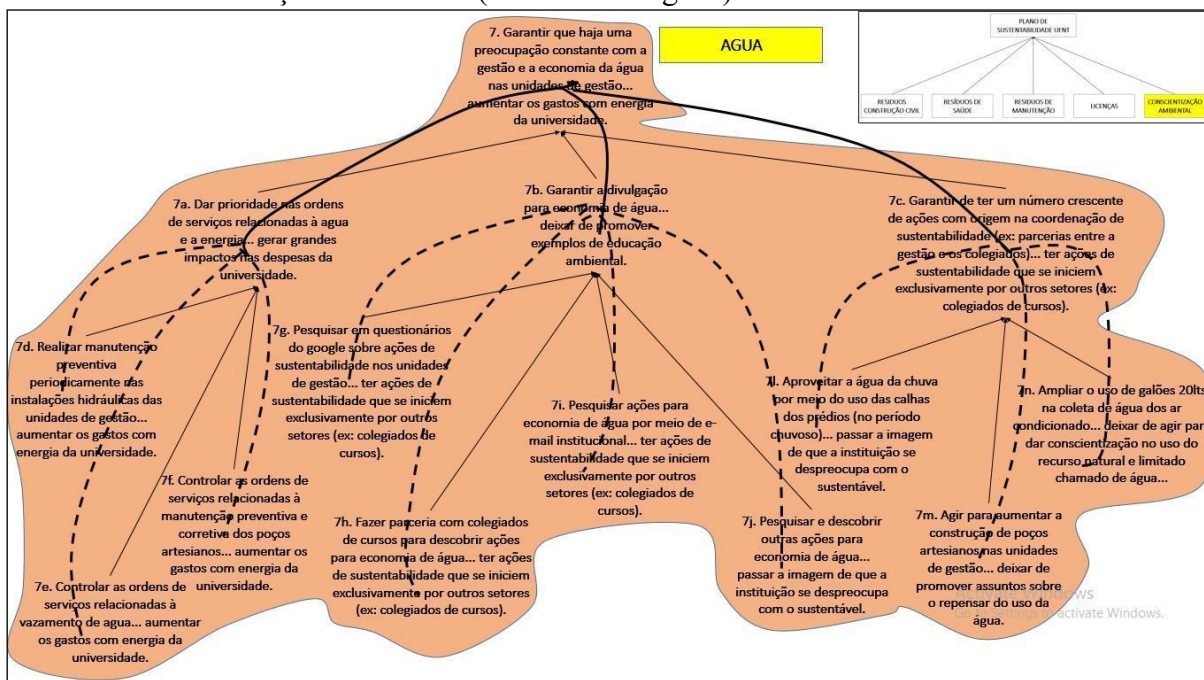 7. Garantir que haja uma
preocupação constante com a
gestão e a economia da água
nas unidades de gestão...
aumentar os gastos com energia
da universidade.
AGUA
PLANO DE
SUSTENTABILIDADE UFNT
RESIDUOS
CONSTRUÇÃO CIVIL
RESÍDUOS DE
SAÚDE
RESIDUOS DE
MANUTENÇÃO
LICENÇAS
CONSCIENTIZAÇÃO
AMBIENTAL
7a. Dar prioridade nas ordens
de serviços relacionadas à agua
e a energia... gerar grandes
impactos nas despesas da
universidade.
7b. Garantir a divulgação
para economia de água...
deixar de promover
exemplos de educação
ambiental.
7c. Garantir de ter um número crescente
de ações com origem na coordenação de
sustentabilidade (ex: parcerias entre a
gestão e os colegiados)... ter ações de
sustentabilidade que se iniciem
exclusivamente por outros setores (ex:
colegiados de cursos).
7d. Realizar manutenção
preventiva
periodicamente nas
instalações hidráulicas das
unidades de gestão...
aumentar os gastos com
energia da universidade.
7g. Pesquisar em questionários
do google sobre ações de
sustentabilidade nos unidades
de gestão... ter ações de
sustentabilidade que se iniciem
exclusivamente por outros
setores (ex: colegiados de
cursos).
7i. Pesquisar ações para
economia de água por meio de e-
mail institucional... ter ações de
sustentabilidade que se iniciem
exclusivamente por outros
setores (ex: colegiados de
cursos).
7l. Aproveitar a água da chuva
por meio do uso das calhas
dos prédios (no período
chuvoso)... passar a imagem
de que a instituição se
despreocupa com o
sustentável.
7n. Ampliar o uso de galões 20lts
na coleta de água dos ar
condicionado... deixar de agir para
dar conscientização no uso do
recurso natural e limitado
chamado de água...
7f. Controlar as ordens de
serviços relacionadas à
manutenção preventiva e
corretiva dos poços
artesianos... aumentar os
gastos com energia da
universidade.
7h. Fazer parceria com colegiados
de cursos para descobrir ações
para economia de água... ter ações
de sustentabilidade que se iniciem
exclusivamente por outros setores
(ex: colegiados de cursos).
7j. Pesquisar e descobrir
outras ações para
economia de água...
passar a imagem de que a
instituição se despreocupa
com o sustentável.
7m. Agir para aumentar a
construção de poços
artesianos nas unidades
de gestão... deixar de
promover assuntos sobre
o repensar do uso da
água.
7e. Controlar as ordens de
serviços relacionadas à
vazamento de agua... aumentar
os gastos com energia da
universidade.
Activate Windows
Go to Settings to activate Windows.